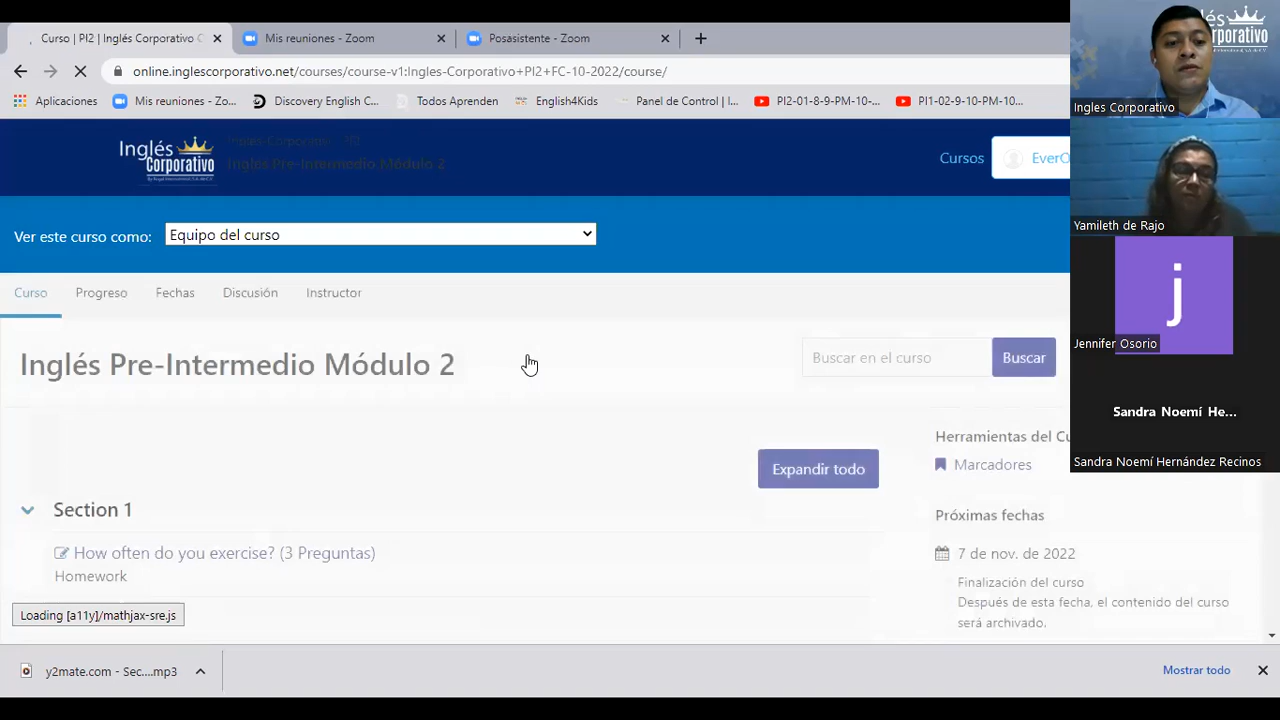 Curso | PI2 | Inglés Corporativo C
Mis reuniones - Zoom
Posasistente - Zoom
online.inglescorporativo.net/courses/course-v1:Ingles-Corporativo+PI2+FC-10-2022/course/
Aplicaciones
Mis reuniones - Zo...
Discovery English C...
Todos Aprenden
English4Kids
Panel de Control | I...
PI2-01-8-9-PM-10-...
PI1-02-9-10-PM-10...
Inglés
Corporativo
Inglés Pre-Intermedio Módulo 2
Cursos
EverO
Ver este curso como:
Equipo del curso
Curso
Progreso
Fechas
Discusión
Instructor
Inglés Pre-Intermedio Módulo 2
Buscar en el curso
Buscar
Expandir todo
Herramientas del Cu
Marcadores
Section 1
Próximas fechas
How often do you exercise? (3 Preguntas)
Homework
7 de nov. de 2022
Finalización del curso
Después de esta fecha, el contenido del curso
será archivado.
Loading [a11y]/mathjax-sre.js
y2mate.com - Sec....mp3
Mostrar todo
Ingles Corporativo
Yamileth de Rajo
j
Jennifer Osorio
Sandra Noemí He...
Sandra Noemí Hernández Recinos